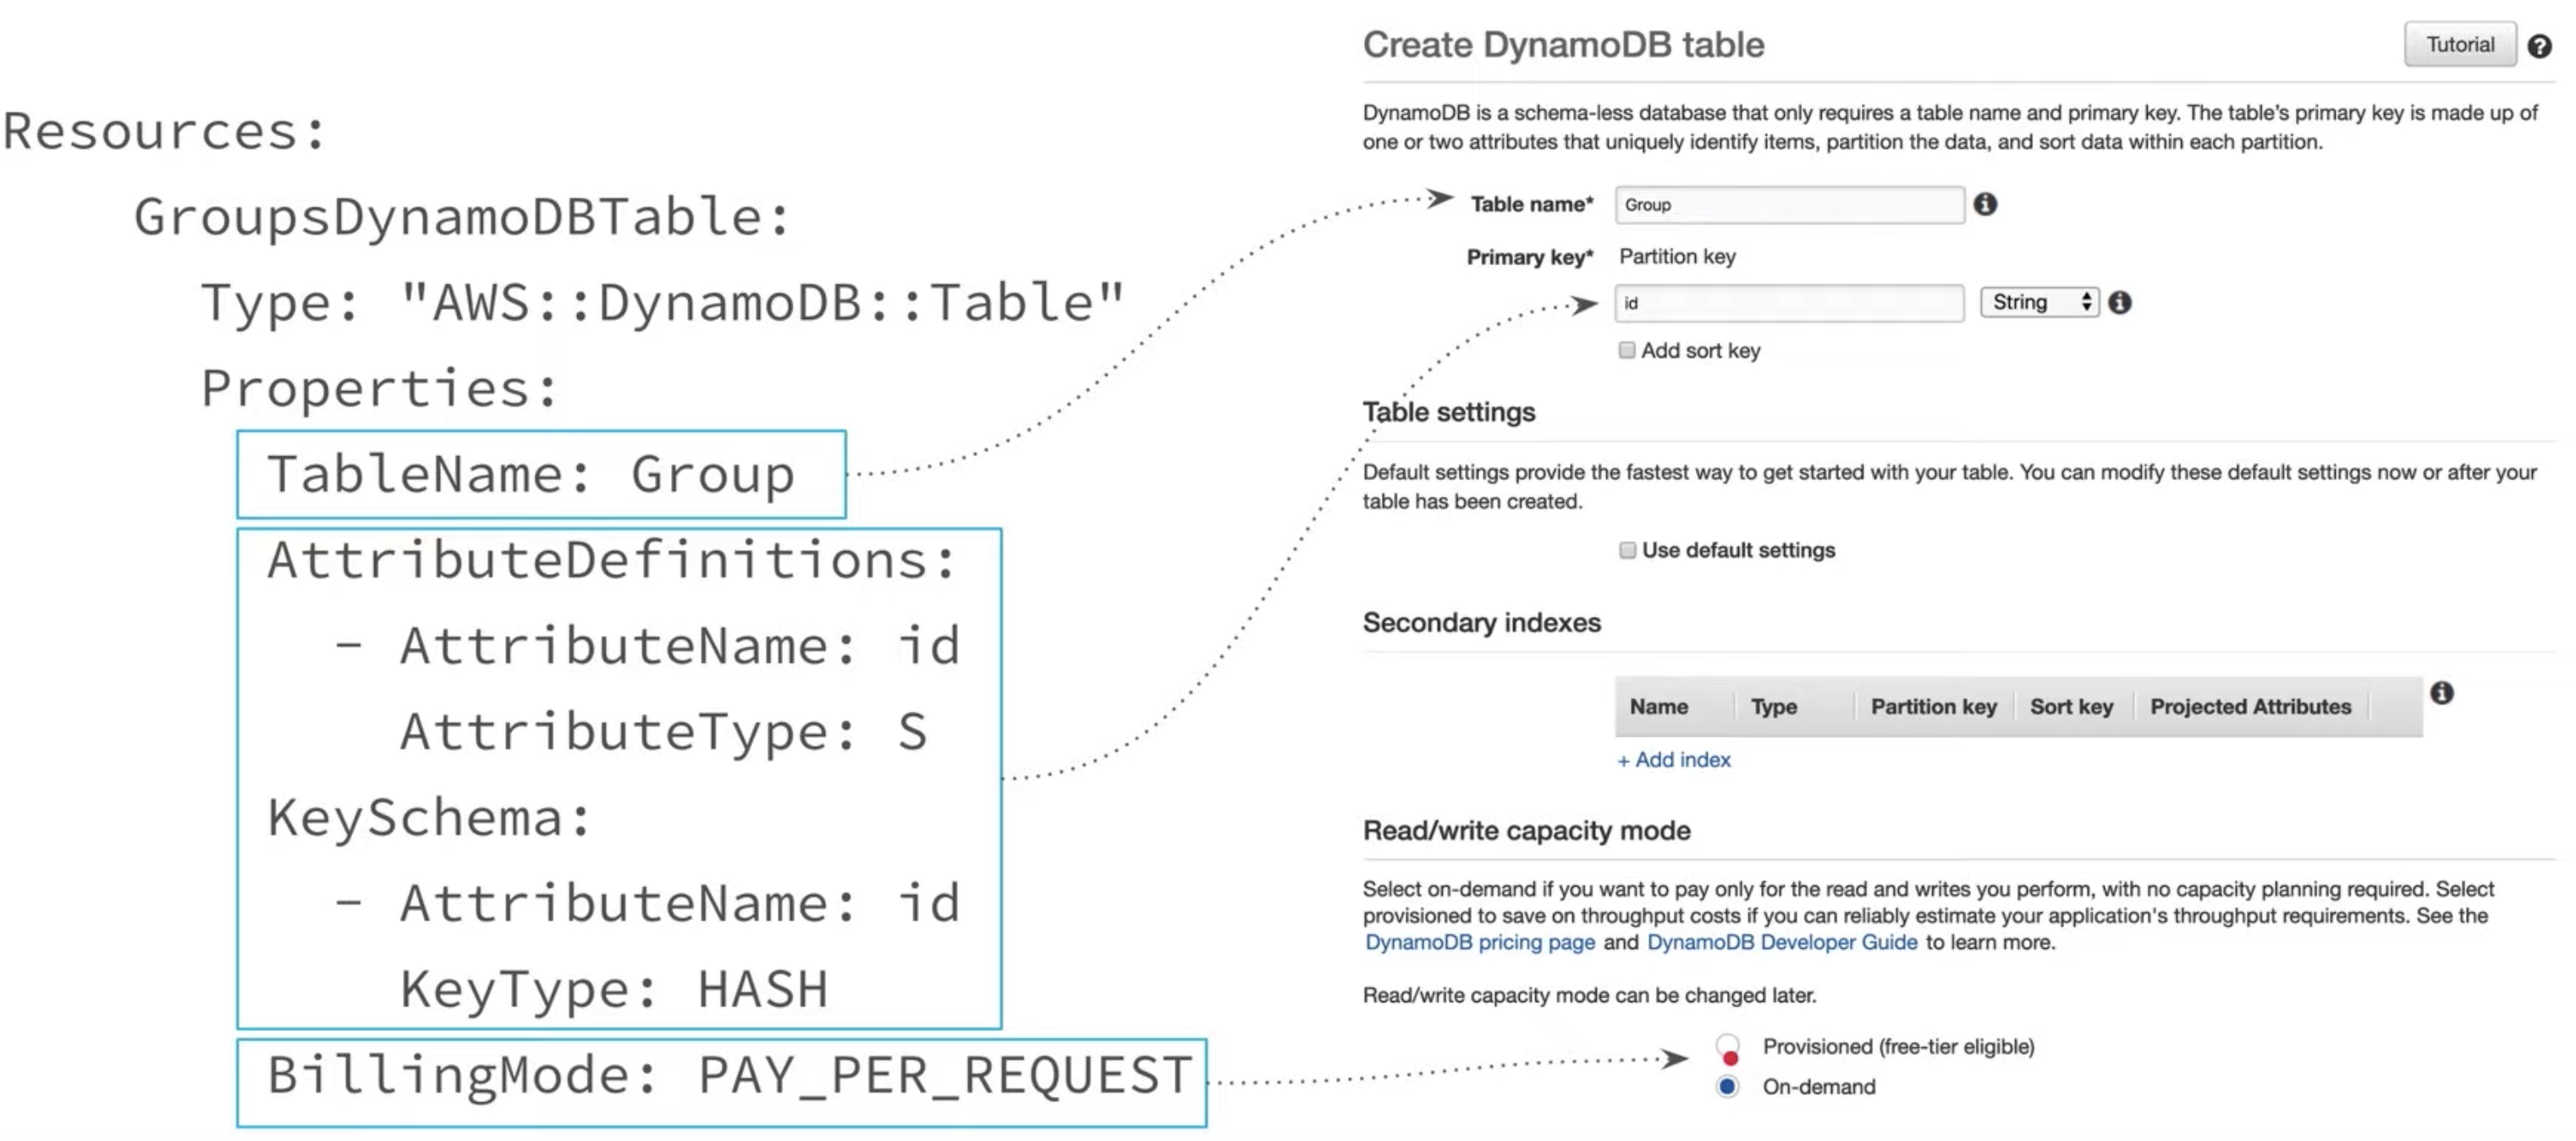 Resources:
GroupsDynamoDBTable:
Type: "AWS::DynamoDB::Table"
Properties:
TableName: Group
AttributeDefinitions:
- AttributeName: id
AttributeType: S
KeySchema:
- AttributeName: id
KeyType: HASH
BillingMode: PAY_PER_REQUEST
Create DynamoDB table
Tutorial
DynamoDB is a schema-less database that only requires a table name and primary key. The table's primary key is made up of
one or two attributes that uniquely identify items, partition the data, and sort data within each partition.
Table name* Group
Primary key* Partition key
id String
Add sort key
Table settings
Default settings provide the fastest way to get started with your table. You can modify these default settings now or after your
table has been created.
Use default settings
Secondary indexes
Name Type Partition key Sort key Projected Attributes
+ Add index
Read/write capacity mode
Select on-demand if you want to pay only for the read and writes you perform, with no capacity planning required. Select
provisioned to save on throughput costs if you can reliably estimate your application's throughput requirements. See the
DynamoDB pricing page and DynamoDB Developer Guide to learn more.
Read/write capacity mode can be changed later.
Provisioned (free-tier eligible)
On-demand